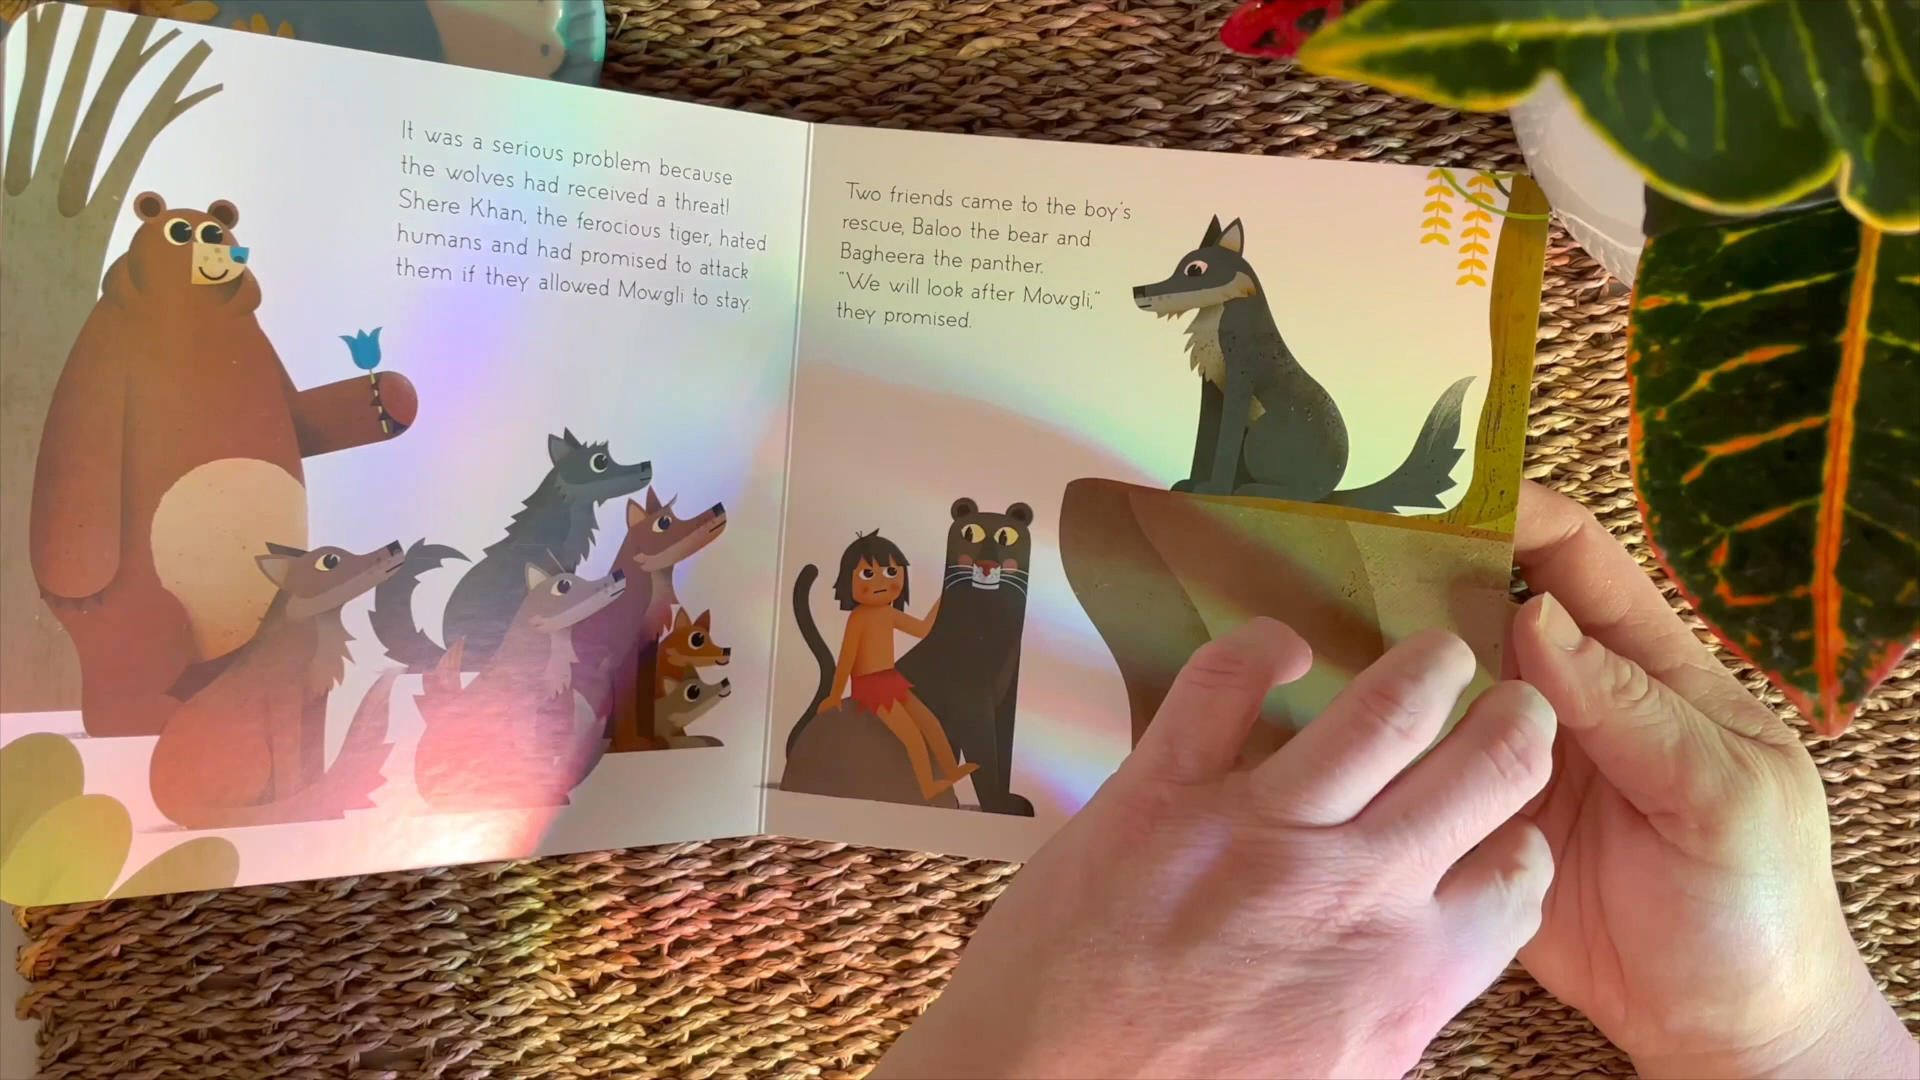 It was a serious problem because
the wolves had received a threat!
Shere Khan, the ferocious tiger, hated
humans and had promised to attack
them if they allowed Mowgli to stay.
Two friends came to the boy's
rescue, Baloo the bear and
Bagheera the panther.
"We will look after Mowgli,"
they promised.